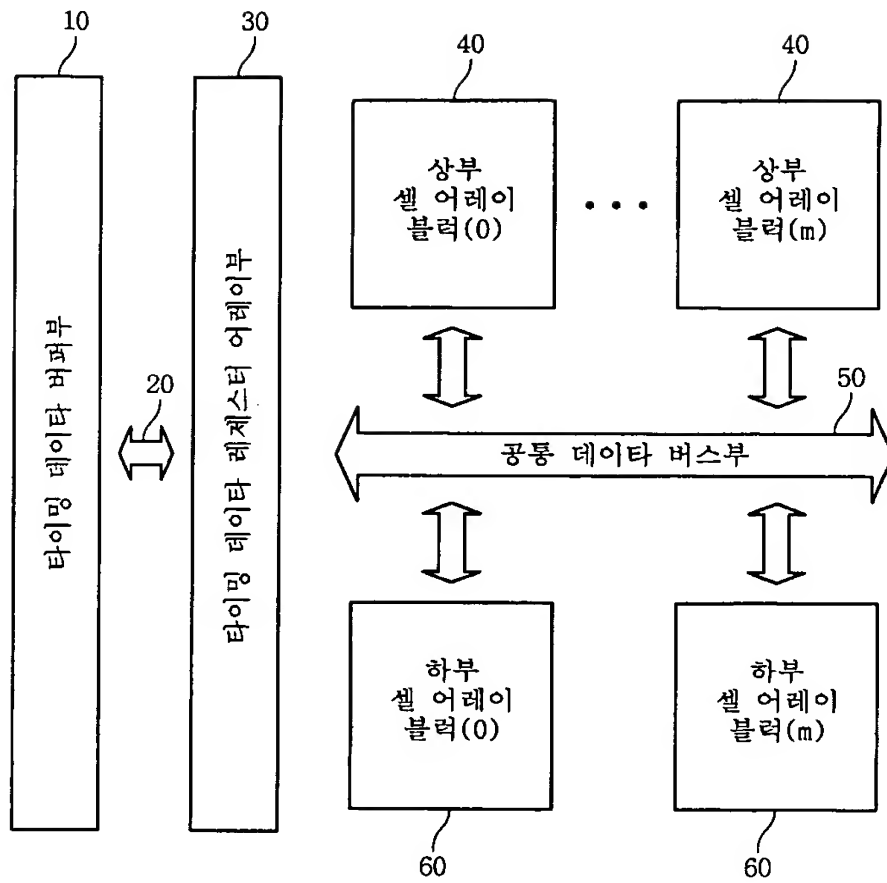 10
30
40
40
상부
셀 어레이
블럭(0)
• • •
상부
셀 어레이
블럭(m)
타이밍 데이타 버퍼부
20
타이밍 데이타 레제스터 어레이부
50
공통 데이타 버스부
하부
셀 어레이
블럭(0)
하부
셀 어레이
블럭(m)
60
60